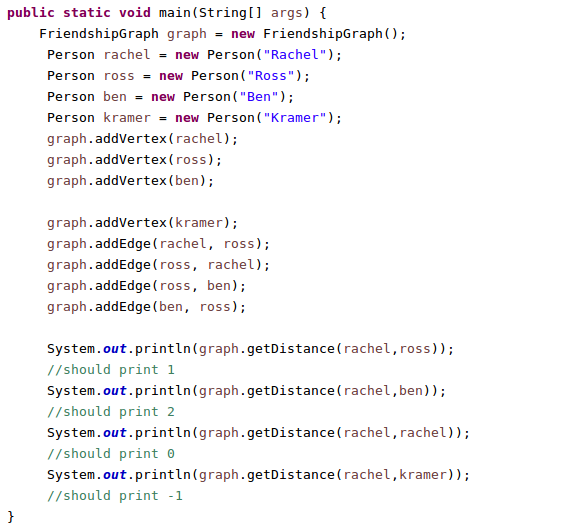 public static void main(String[] args) {
    FriendshipGraph graph = new FriendshipGraph();
     Person rachel = new Person("Rachel");
     Person ross = new Person("Ross");
     Person ben = new Person("Ben");
     Person kramer = new Person("Kramer");
     graph.addVertex(rachel);
     graph.addVertex(ross);
     graph.addVertex(ben);

     graph.addVertex(kramer);
     graph.addEdge(rachel, ross);
     graph.addEdge(ross, rachel);
     graph.addEdge(ross, ben);
     graph.addEdge(ben, ross);

     System.out.println(graph.getDistance(rachel,ross));
     //should print 1
     System.out.println(graph.getDistance(rachel,ben));
     //should print 2
     System.out.println(graph.getDistance(rachel,rachel));
     //should print 0
     System.out.println(graph.getDistance(rachel,kramer));
     //should print -1
}